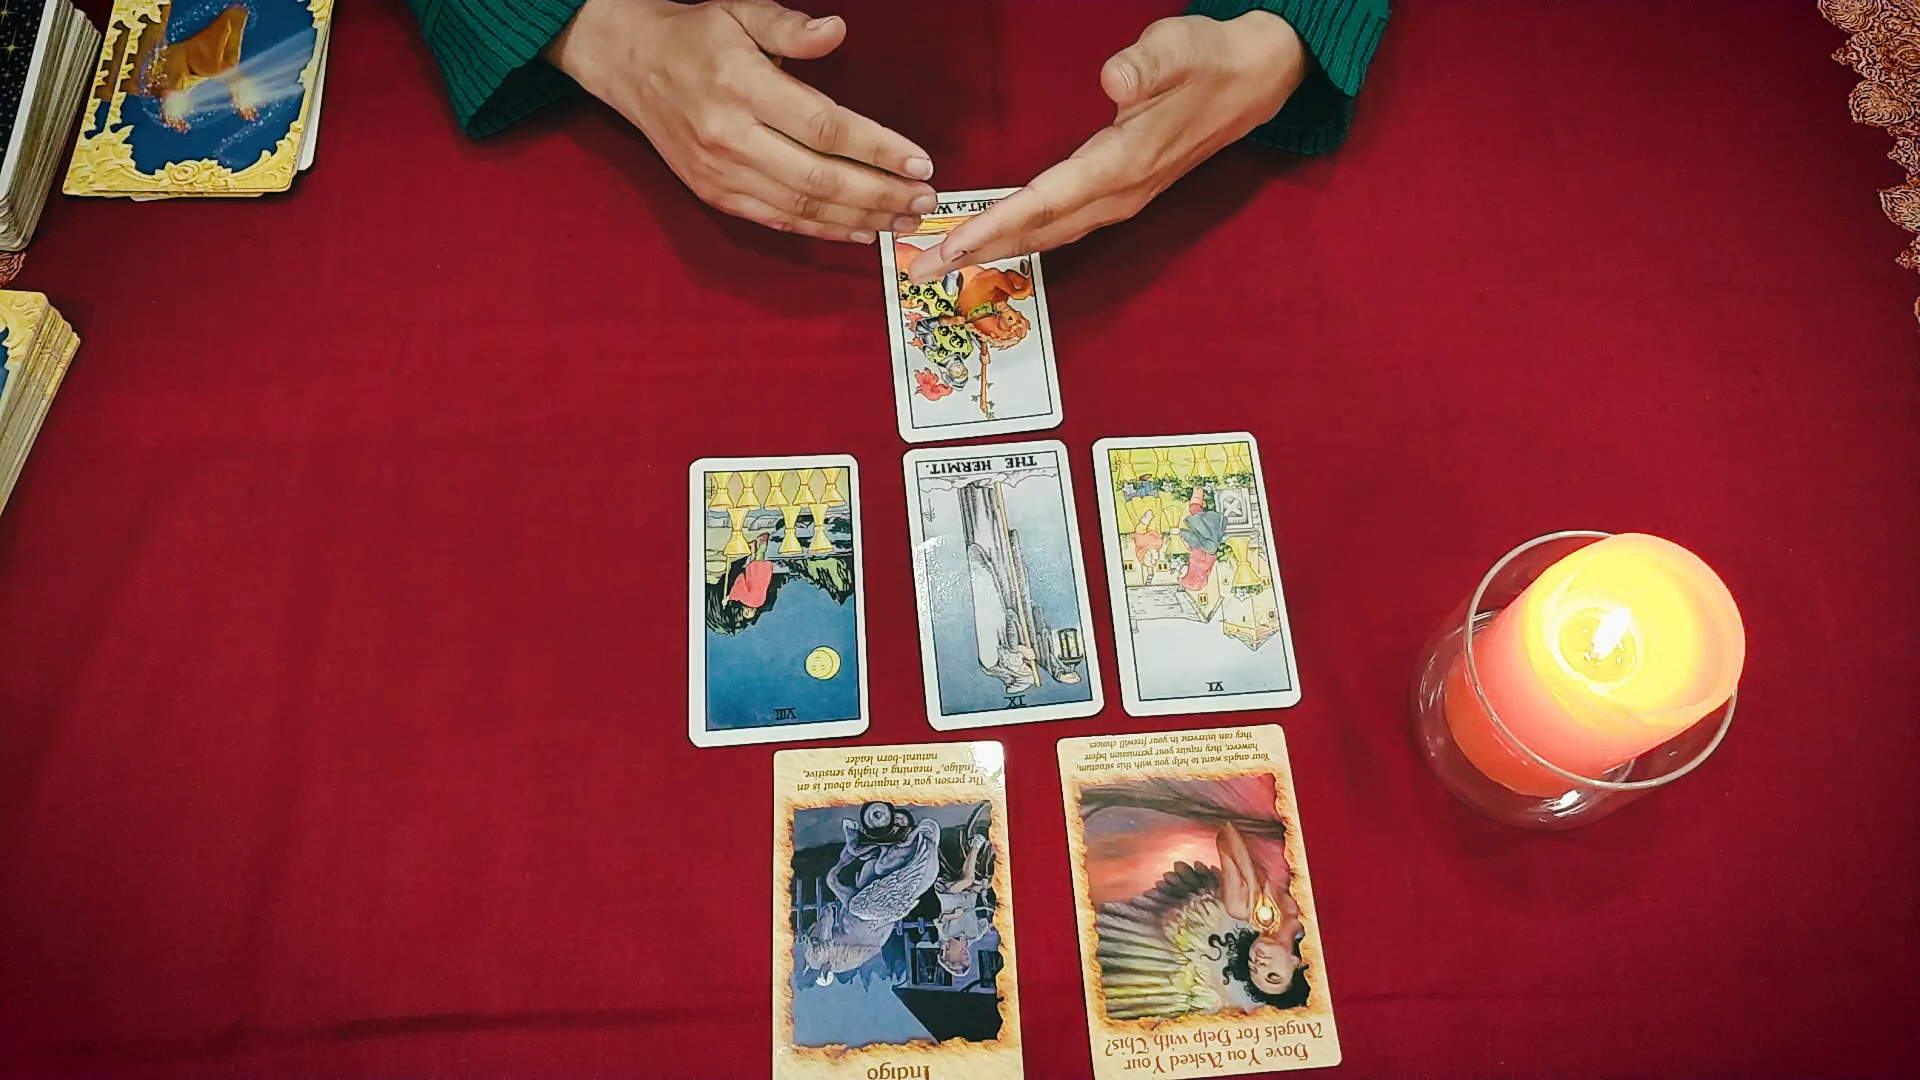 IGHT of W
VIII
IX
THE HERMIT.
VI
Indigo
The person you're inquiring about is an
"Indigo," meaning a highly sensitive,
natural-born leader.
Have You Asked Your
Angels for Help with This?
Your angels want to help you with this situation,
however, they require your permission before
they can intervene in your freewill choices.